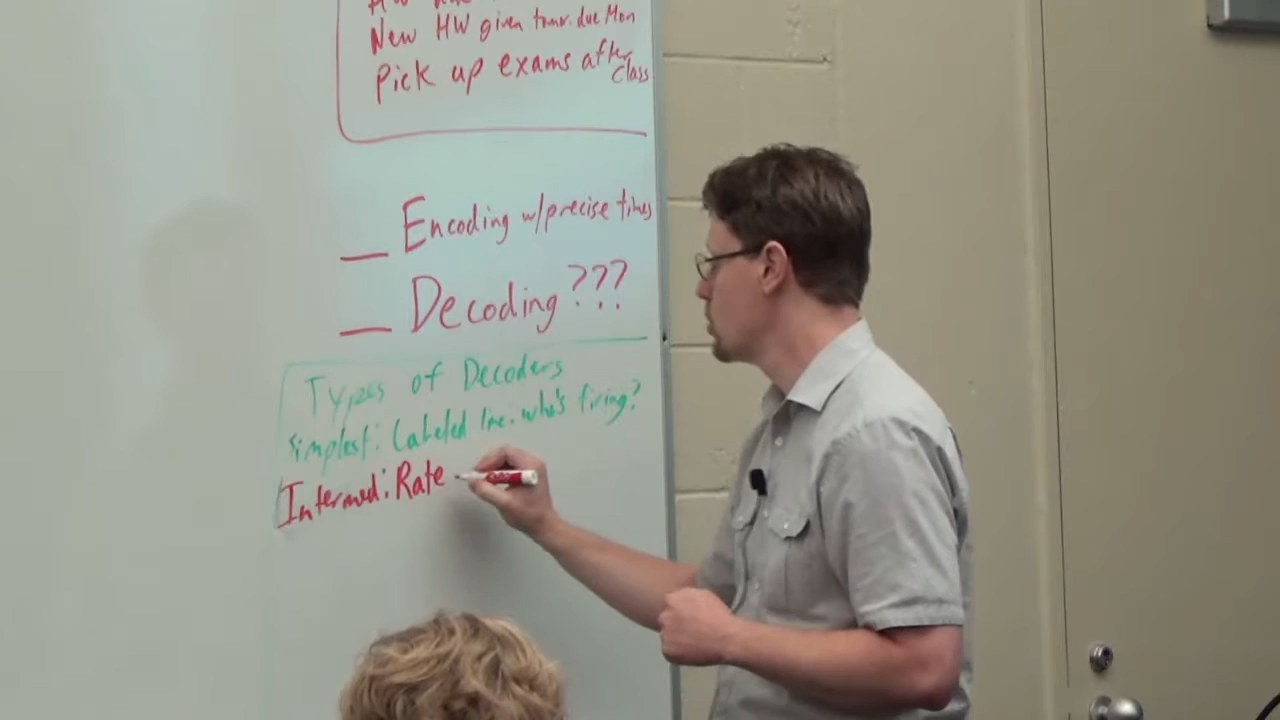 New HW given tomr. due Mon
Pick up exams after class
Encoding w/precise times
Decoding ???
Types of Decoders
Simplest: Labeled line. who's firing?
Intermed: Rate